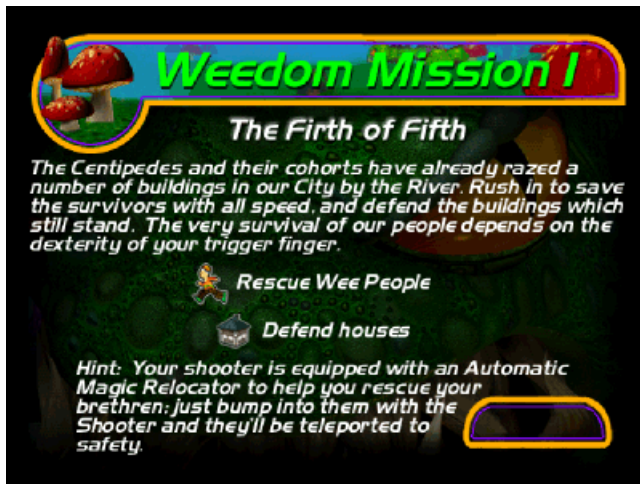 Weedom Mission 1
The Firth of Fifth
The Centipedes and their cohorts have already razed a
number of buildings in our City by the River. Rush in to save
the survivors with all speed, and defend the buildings which
still stand. The very survival of our people depends on the
dexterity of your trigger finger.
Rescue Wee People
Defend houses
Hint: Your shooter is equipped with an Automatic
Magic Relocator to help you rescue your
brethren; just bump into them with the
Shooter and they'll be teleported to
safety.